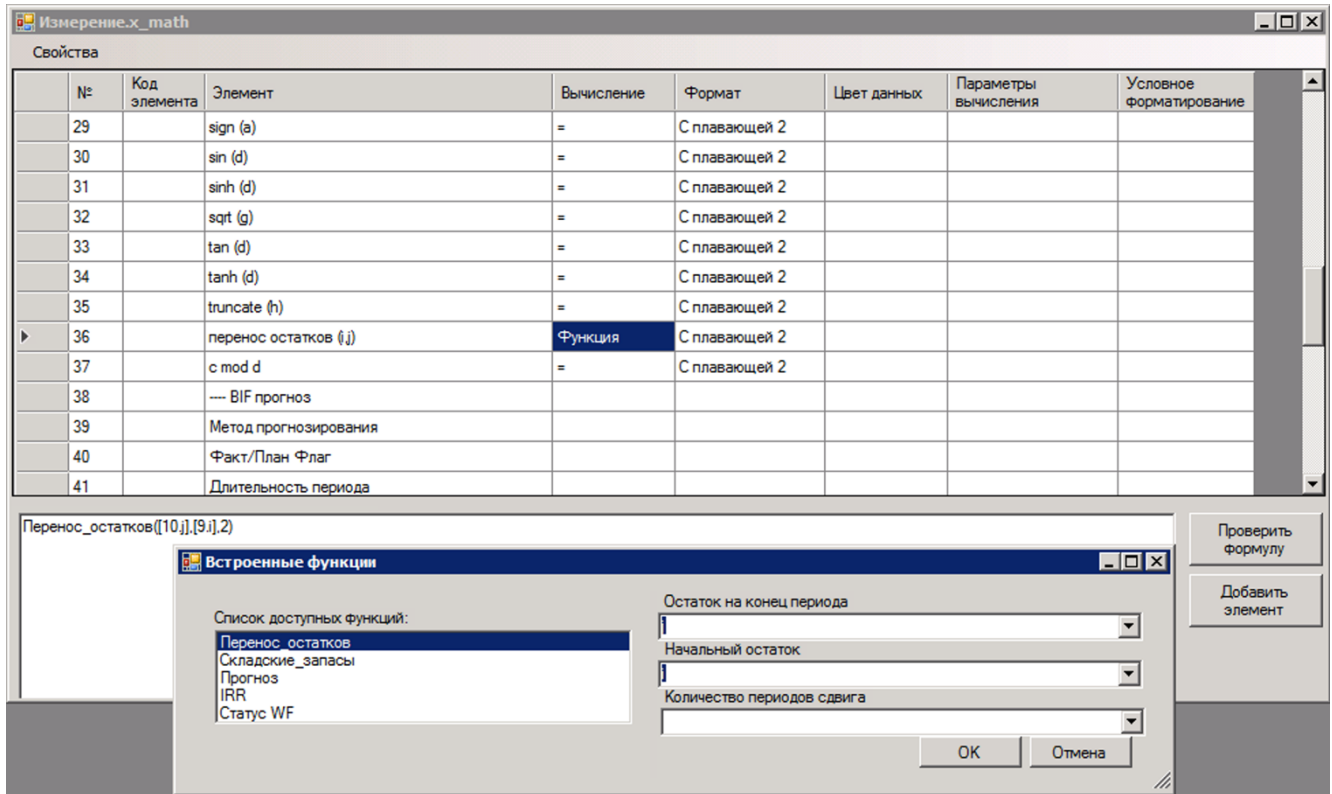 Измерение.x_math
Свойства
№ Код элемента Элемент Вычисление Формат Цвет данных Параметры вычисления Условное форматирование
29 sign (a) = С плавающей 2
30 sin (d) = С плавающей 2
31 sinh (d) = С плавающей 2
32 sqrt (g) = С плавающей 2
33 tan (d) = С плавающей 2
34 tanh (d) = С плавающей 2
35 truncate (h) = С плавающей 2
36 перенос остатков (i,j) Функция С плавающей 2
37 c mod d = С плавающей 2
38 ---- BIF прогноз
39 Метод прогнозирования
40 Факт/План Флаг
41 Длительность периода
Перенос_остатков([10.j],[9.i],2)
Проверить формулу
Добавить элемент
Встроенные функции
Список доступных функций:
Перенос_остатков
Складские_запасы
Прогноз
IRR
Статус WF
Остаток на конец периода
Начальный остаток
Количество периодов сдвига
OK Отмена